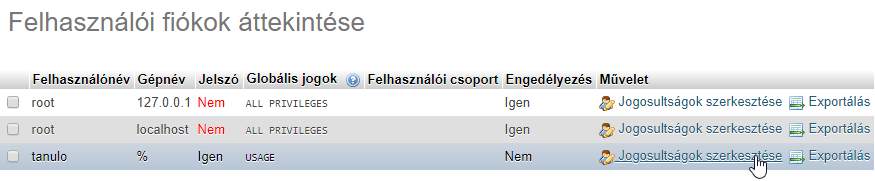 Felhasználói fiókok áttekintése
Felhasználónév Gépnév Jelszó Globális jogok Felhasználói csoport Engedélyezés Művelet
root 127.0.0.1 Nem ALL PRIVILEGES Igen Jogosultságok szerkesztése Exportálás
root localhost Nem ALL PRIVILEGES Igen Jogosultságok szerkesztése Exportálás
tanulo % Igen USAGE Nem Jogosultságok szerkesztése Exportálás